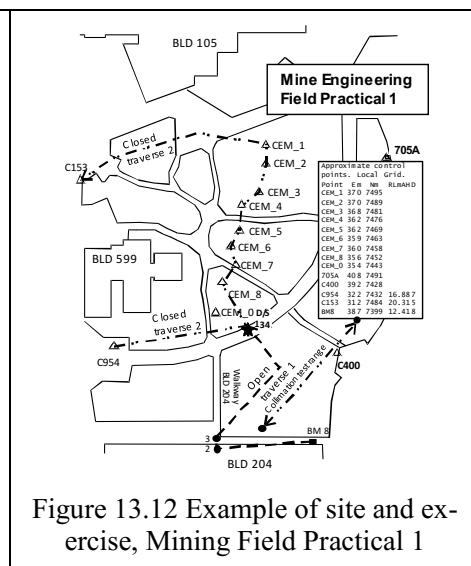 BLD 105
Mine Engineering
Field Practical 1
705A
Closed
traverse 2
C153
CEM_1
CEM_2
CEM_3
CEM_4
CEM_5
CEM_6
CEM_7
CEM_8
CEM_0
D/S
134
BLD 599
Closed
traverse 2
C954
Approximate control
points. Local Grid.
Point Em Nm RLmAHD
CEM_1 370 7495
CEM_2 370 7489
CEM_3 368 7481
CEM_4 362 7476
CEM_5 362 7469
CEM_6 359 7463
CEM_7 360 7458
CEM_8 356 7452
CEM_0 354 7443
705A 408 7491
C400 392 7428
C954 322 7432 16.887
C153 312 7484 20.315
BM8 387 7399 12.418
C400
Walkway
BLD 204
Open
traverse 1
Collimation test range
BM 8
3
2
BLD 204
Figure 13.12 Example of site and ex-
ercise, Mining Field Practical 1